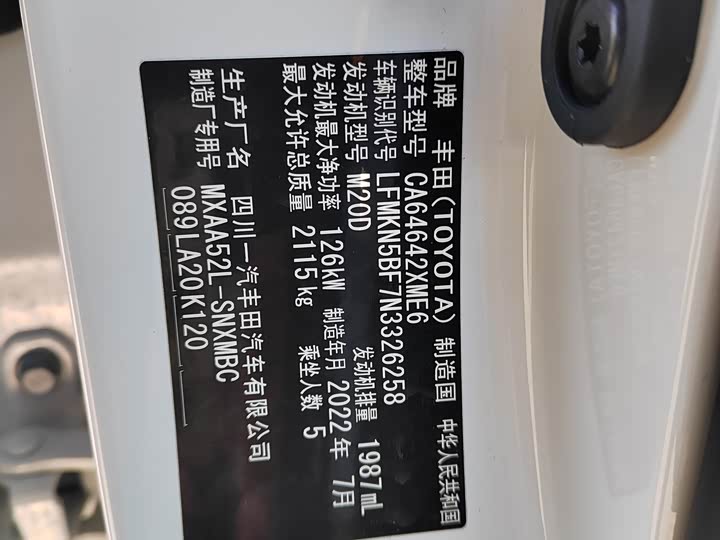 品牌 丰田(TOYOTA) 制造国 中华人民共和国
整车型号 CA64642XME6
车辆识别代号 LFMKN5BF7N3326258
发动机型号 M20D 发动机排量 1987mL
发动机最大净功率 126kW 制造年月 2022年 7月
最大允许总质量 2115kg 乘坐人数 5
生产厂名 四川一汽丰田汽车有限公司
制造厂专用号 MXAA52L-SNXMBC
089LA20K120